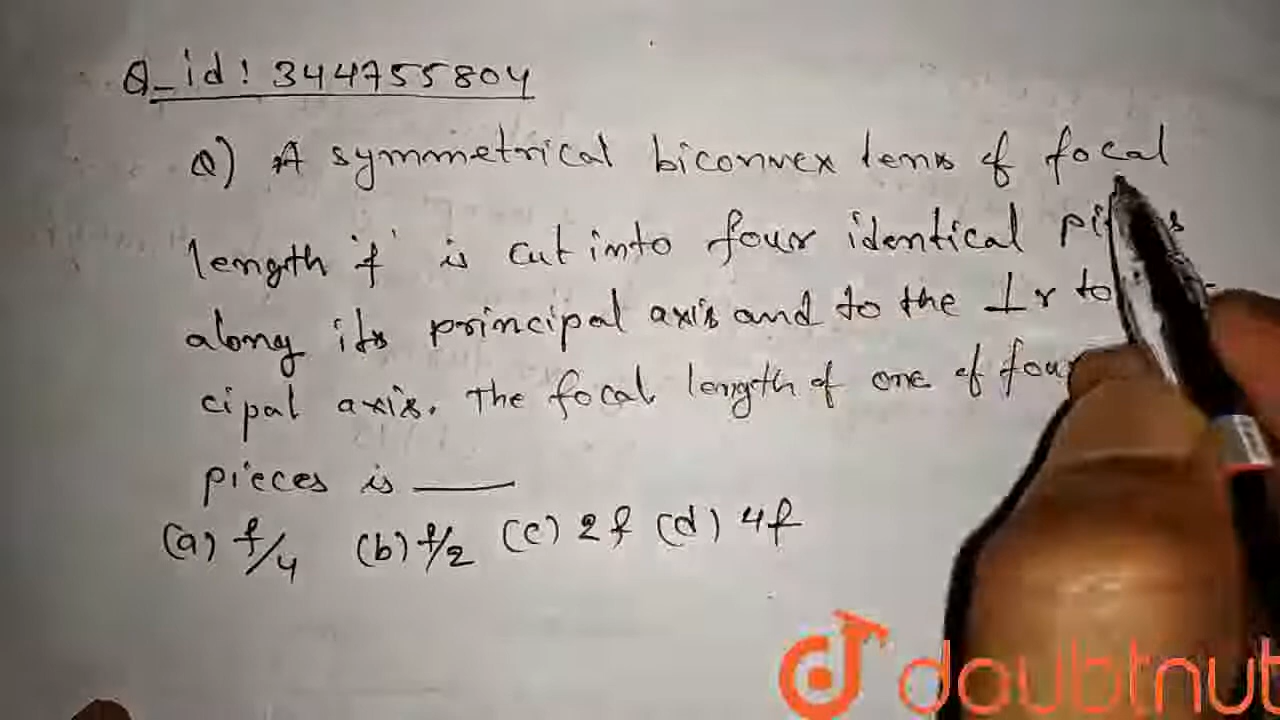 Q_id: 344755804
Q) A symmetrical biconvex lens of focal
length 'f' is cut into four identical
along its principal axis and to the ⊥r to
cipal axis. The focal length of one of four
pieces is ____
(a) f/4 (b) f/2 (c) 2f (d) 4f
doubtnut